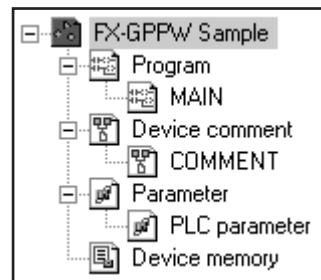 FX-GPPW Sample
Program
MAIN
Device comment
COMMENT
Parameter
PLC parameter
Device memory